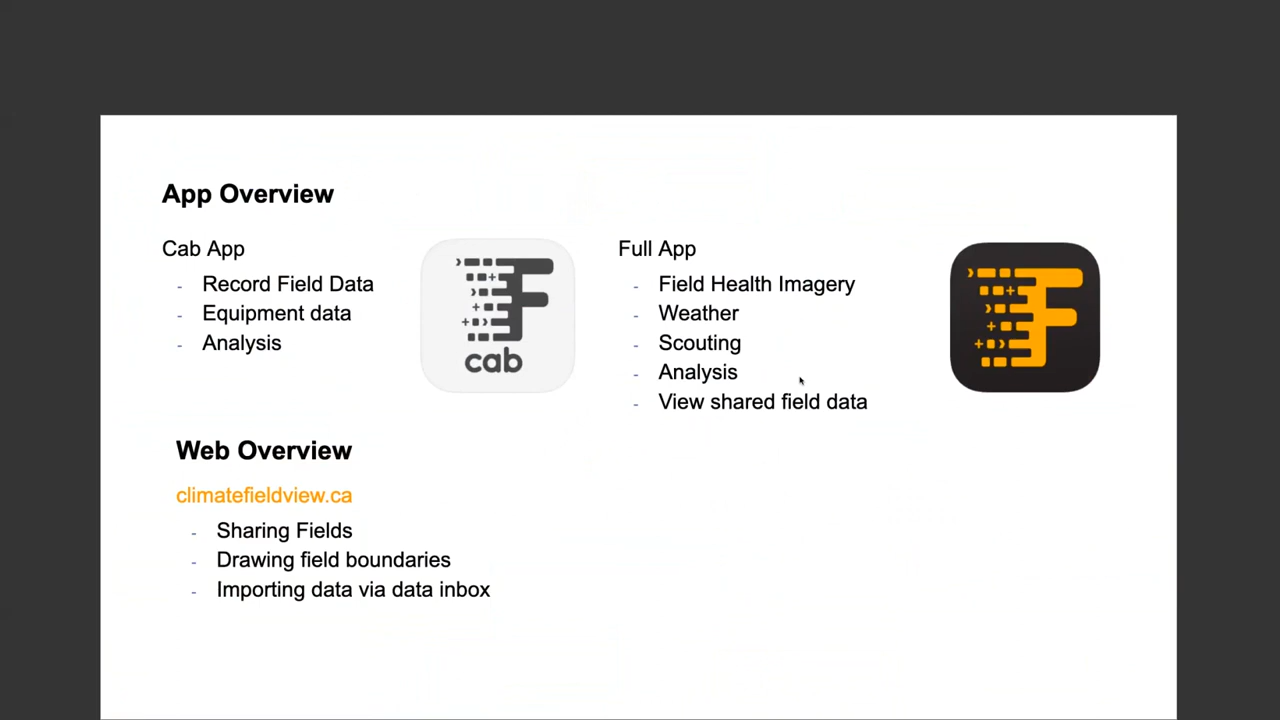 App Overview
Cab App
- Record Field Data
- Equipment data
- Analysis
cab
Full App
- Field Health Imagery
- Weather
- Scouting
- Analysis
- View shared field data
F
Web Overview
climatefieldview.ca
- Sharing Fields
- Drawing field boundaries
- Importing data via data inbox